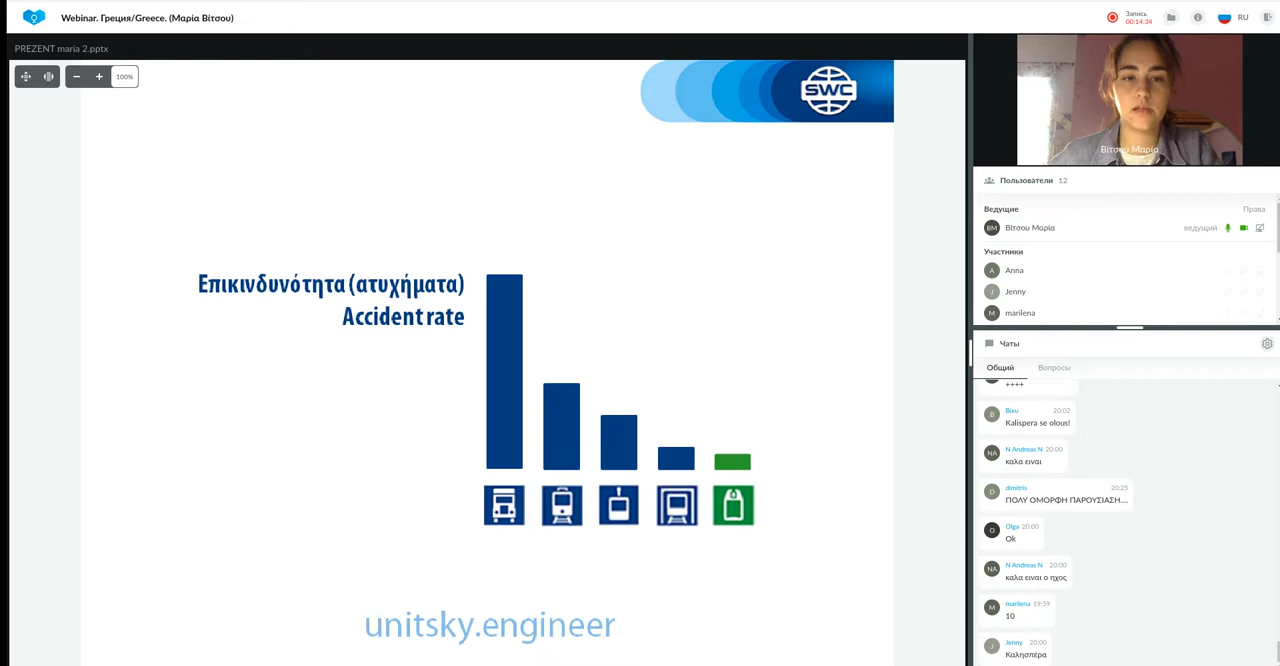 Webinar. Греция/Greece. (Μαρία Βίτσου)
Запись
00:14:34
RU
PREZENT maria 2.pptx
100%
SWC
Επικινδυνότητα (ατυχήματα)
Accident rate
unitsky.engineer
Βίτσου Μαρία
Пользователи 12
Ведущие
Права
ΒΜ
Βίτσου Μαρία
ведущий
Участники
A
Anna
J
Jenny
M
marilena
Чаты
Общий
Вопросы
++++
B
Bixu
20:02
Kalispera se olous!
NA
N Andreas N 20:00
καλα ειναι
D
dimitris
20:25
ΠΟΛΥ ΟΜΟΡΦΗ ΠΑΡΟΥΣΙΑΣΗ....
O
Olga 20:00
Ok
NA
N Andreas N 20:00
καλα ειναι ο ηχος
M
marilena 19:59
10
J
Jenny 20:00
Καλησπέρα